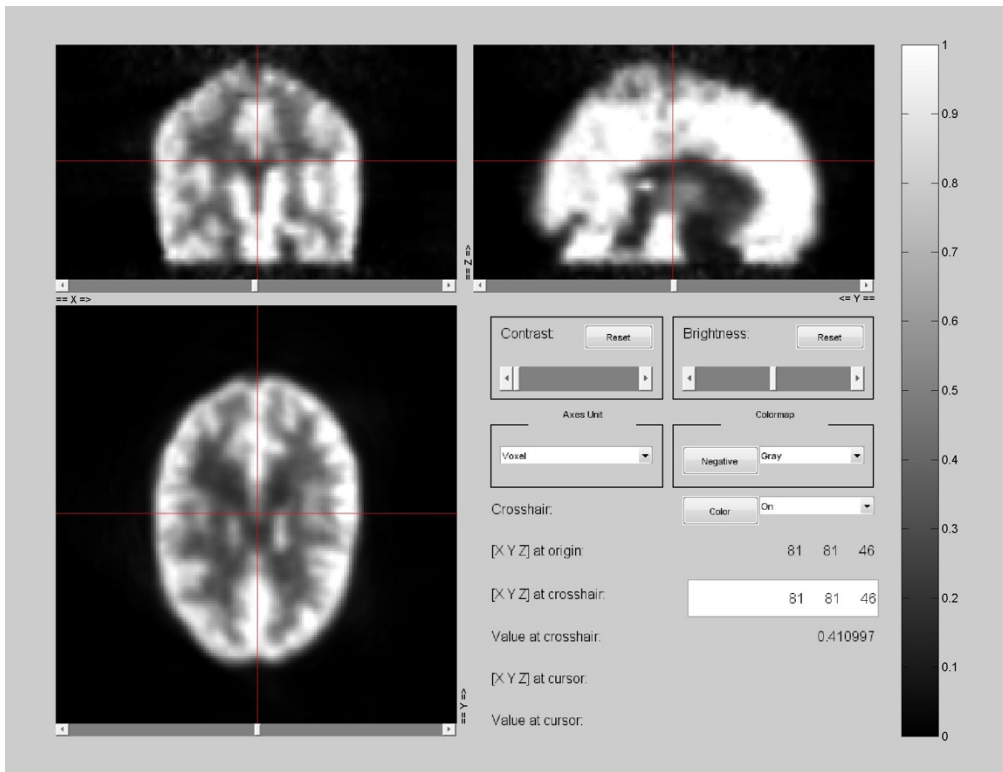 == Z =>
== X =>
<= Y ==
Contrast:
Reset
Brightness:
Reset
Axes Unit
Colormap
Voxel
Negative
Gray
Crosshair:
Color
On
[X Y Z] at origin:
81 81 46
[X Y Z] at crosshair:
81 81 46
Value at crosshair:
0.410997
[X Y Z] at cursor:
Value at cursor:
== Y =>
1
0.9
0.8
0.7
0.6
0.5
0.4
0.3
0.2
0.1
0